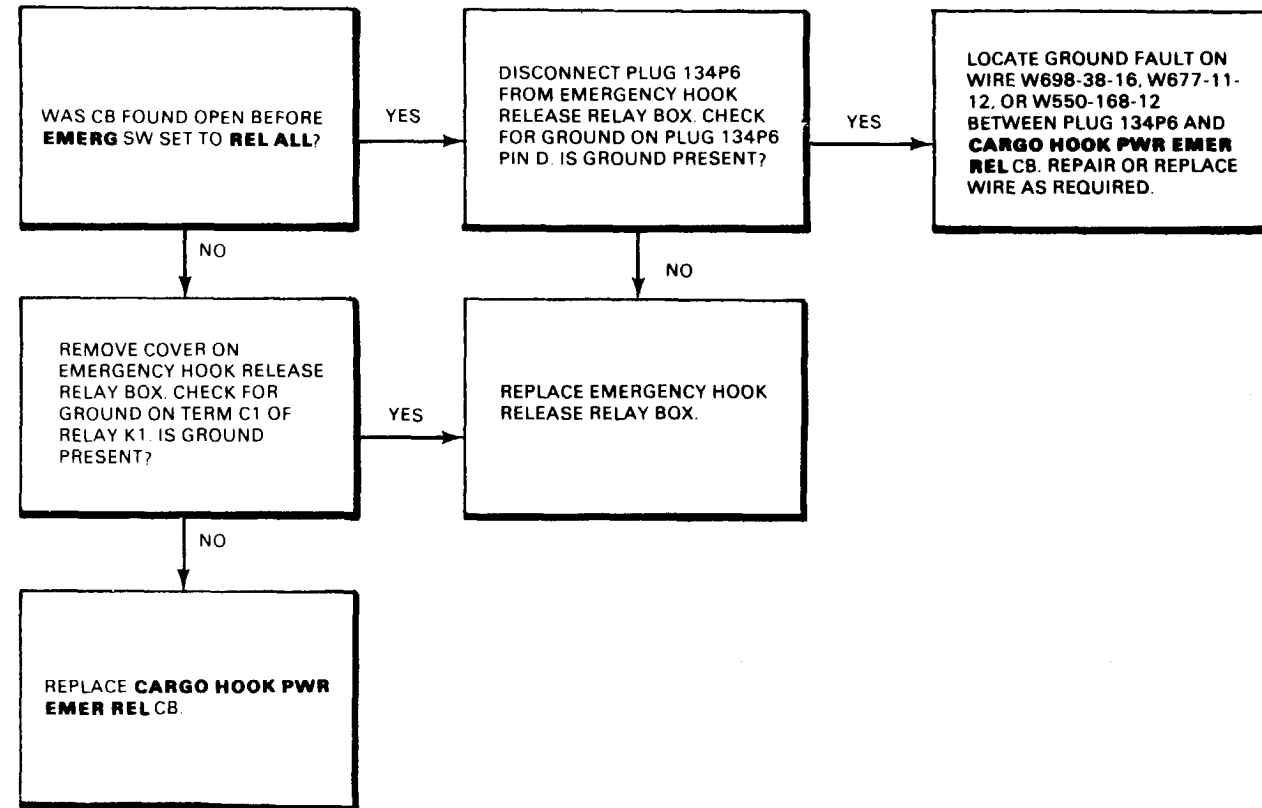 WAS CB FOUND OPEN BEFORE
EMERG SW SET TO REL ALL?
YES
DISCONNECT PLUG 134P6
FROM EMERGENCY HOOK
RELEASE RELAY BOX. CHECK
FOR GROUND ON PLUG 134P6
PIN D. IS GROUND PRESENT?
YES
LOCATE GROUND FAULT ON
WIRE W698-38-16, W677-11-
12, OR W550-168-12
BETWEEN PLUG 134P6 AND
CARGO HOOK PWR EMER
REL CB. REPAIR OR REPLACE
WIRE AS REQUIRED.
NO
NO
REMOVE COVER ON
EMERGENCY HOOK RELEASE
RELAY BOX. CHECK FOR
GROUND ON TERM C1 OF
RELAY K1. IS GROUND
PRESENT?
YES
REPLACE EMERGENCY HOOK
RELEASE RELAY BOX.
NO
REPLACE CARGO HOOK PWR
EMER REL CB.